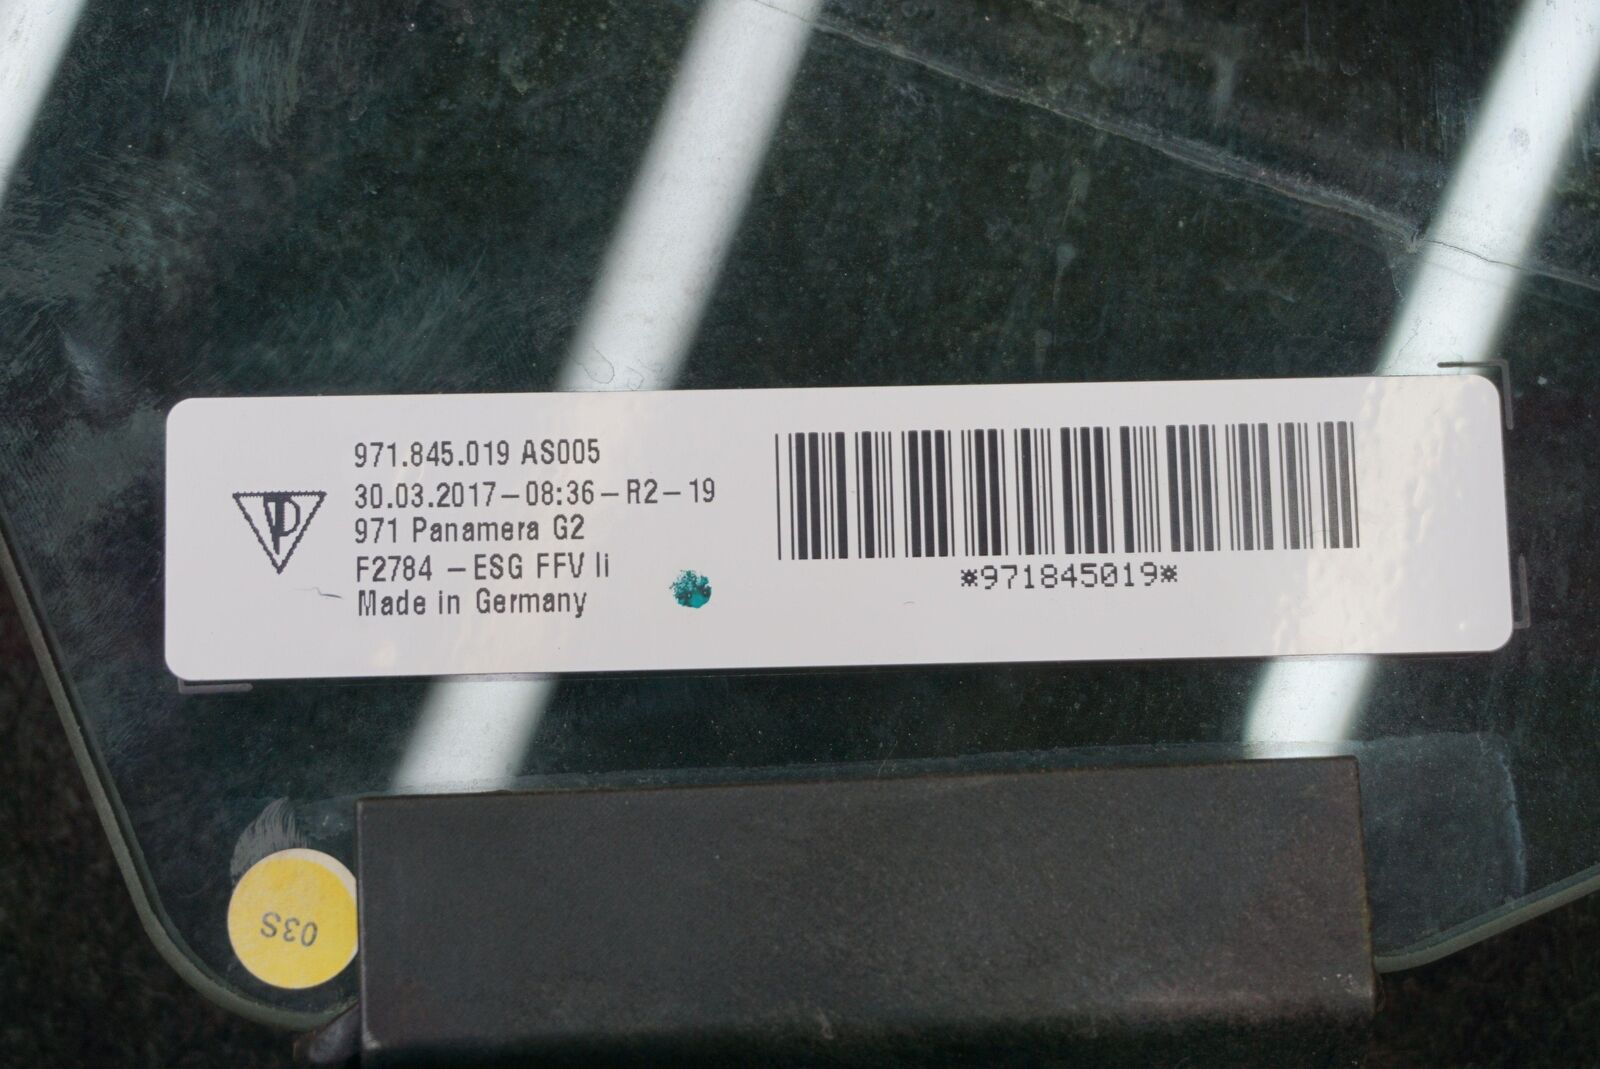 971.845.019 AS005
30.03.2017-08:36-R2-19
971 Panamera G2
F2784 -ESG FFV li
Made in Germany
*971845019*
03S